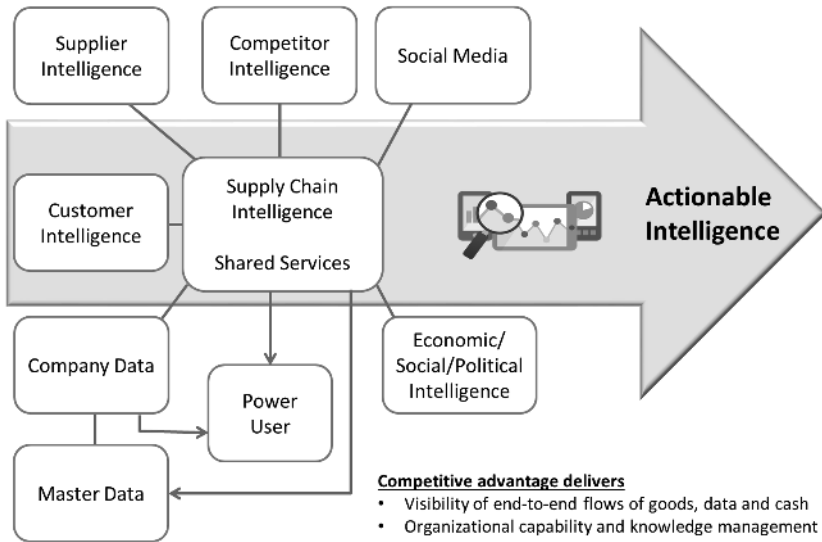 Supplier
Intelligence
Competitor
Intelligence
Social Media
Customer
Intelligence
Supply Chain
Intelligence
Shared Services
Actionable
Intelligence
Company Data
Power
User
Economic/
Social/Political
Intelligence
Master Data
Competitive advantage delivers
• Visibility of end-to-end flows of goods, data and cash
• Organizational capability and knowledge management